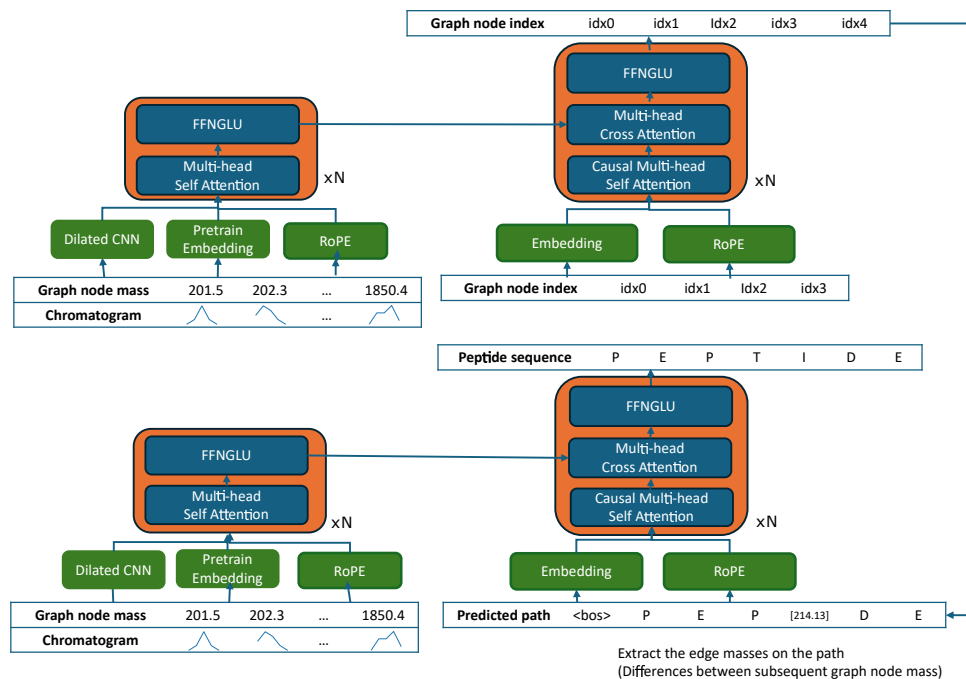 Graph node index idx0 idx1 Idx2 idx3 idx4
FFNGLU
Multi-head
Cross Attention
Causal Multi-head
Self Attention
xN
FFNGLU
Multi-head
Self Attention
xN
Dilated CNN
Pretrain
Embedding
RoPE
Embedding
RoPE
Graph node mass 201.5 202.3 ... 1850.4
Chromatogram ...
Graph node index idx0 idx1 Idx2 idx3
Peptide sequence P E P T I D E
FFNGLU
Multi-head
Cross Attention
Causal Multi-head
Self Attention
xN
FFNGLU
Multi-head
Self Attention
xN
Dilated CNN
Pretrain
Embedding
RoPE
Embedding
RoPE
Graph node mass 201.5 202.3 ... 1850.4
Chromatogram ...
Predicted path <bos> P E P [214.13] D E
Extract the edge masses on the path
(Differences between subsequent graph node mass)